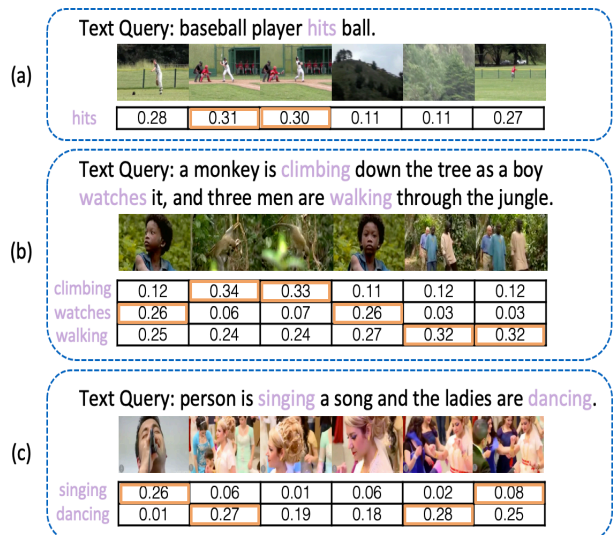 Text Query: baseball player hits ball.
(a)
hits 0.28 0.31 0.30 0.11 0.11 0.27
Text Query: a monkey is climbing down the tree as a boy
watches it, and three men are walking through the jungle.
(b)
climbing 0.12 0.34 0.33 0.11 0.12 0.12
watches 0.26 0.06 0.07 0.26 0.03 0.03
walking 0.25 0.24 0.24 0.27 0.32 0.32
Text Query: person is singing a song and the ladies are dancing.
(c)
singing 0.26 0.06 0.01 0.06 0.02 0.08
dancing 0.01 0.27 0.19 0.18 0.28 0.25